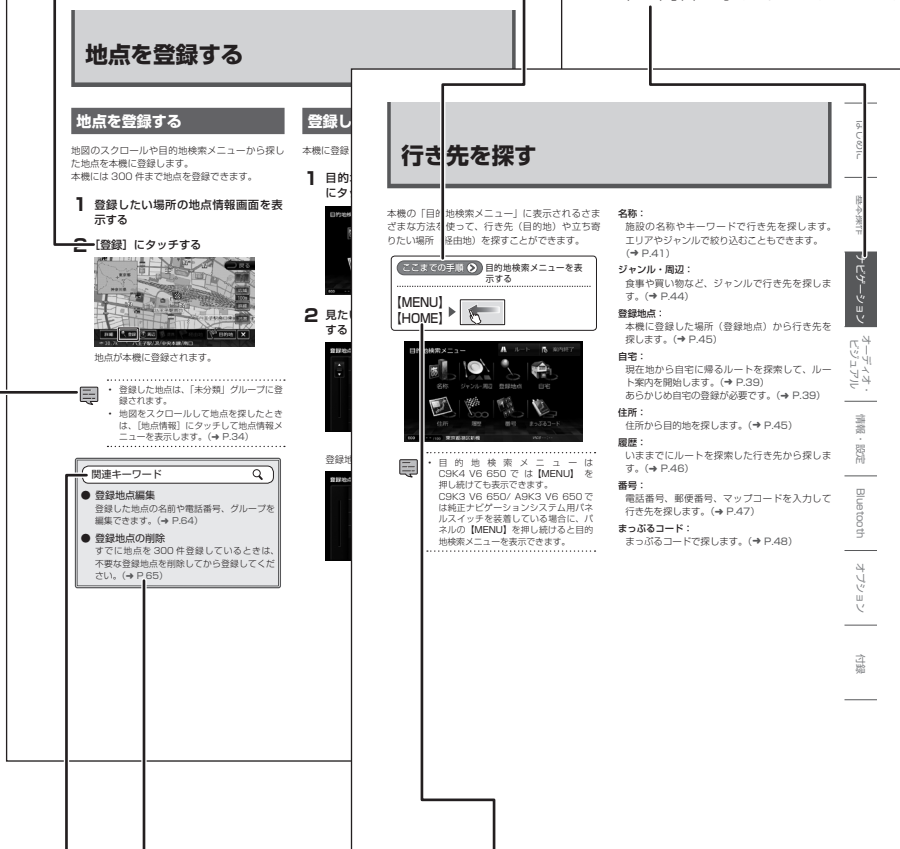 地点を登録する
地点を登録する
地図のスクロールや目的地検索メニューから探し
た地点を本機に登録します。
本機には 300 件まで地点を登録できます。
1 登録したい場所の地点情報画面を表
示する
2 [登録] にタッチする
地点が本機に登録されます。
• 登録した地点は、「未分類」グループに登
録されます。
• 地図をスクロールして地点を探したとき
は、[地点情報] にタッチして地点情報メ
ニューを表示します。(➜ P.34)
関連キーワード
● 登録地点編集
登録した地点の名前や電話番号、グループを
編集できます。(➜ P.64)
● 登録地点の削除
すでに地点を 300 件登録しているときは、
不要な登録地点を削除してから登録してくだ
さい。(➜ P.65)
登録し
本機に登録
1 目的
にタッ
2 見た
する
登録地
行き先を探す
本機の「目的地検索メニュー」に表示されるさま
ざまな方法を使って、行き先（目的地）や立ち寄
りたい場所（経由地）を探すことができます。
ここまでの手順 目的地検索メニューを表
示する
【MENU】
【HOME】
目的地検索メニュー ルート 案内終了
名称 ジャンル・周辺 登録地点 自宅
住所 履歴 番号 まっぷるコード
• 目的地検索メニューは
C9K4 V6 650 では【MENU】を
押し続けても表示できます。
C9K3 V6 650/ A9K3 V6 650 で
は純正ナビゲーションシステム用パネ
ルスイッチを装着している場合に、パ
ネルの【MENU】を押し続けると目的
地検索メニューを表示できます。
名称：
施設の名称やキーワードで行き先を探します。
エリアやジャンルで絞り込むこともできます。
(➜ P.41)
ジャンル・周辺：
食事や買い物など、ジャンルで行き先を探しま
す。(➜ P.44)
登録地点：
本機に登録した場所（登録地点）から行き先を
探します。(➜ P.45)
自宅：
現在地から自宅に帰るルートを探索して、ルー
ト案内を開始します。(➜ P.39)
あらかじめ自宅の登録が必要です。(➜ P.39)
住所：
住所から目的地を探します。(➜ P.45)
履歴：
いままでにルートを探索した行き先から探しま
す。(➜ P.46)
番号：
電話番号、郵便番号、マップコードを入力して
行き先を探します。(➜ P.47)
まっぷるコード：
まっぷるコードで探します。(➜ P.48)
はじめに
基本操作
ナビゲーション
オーディオ・
ビジュアル
情報・設定
Bluetooth
オプション
付録